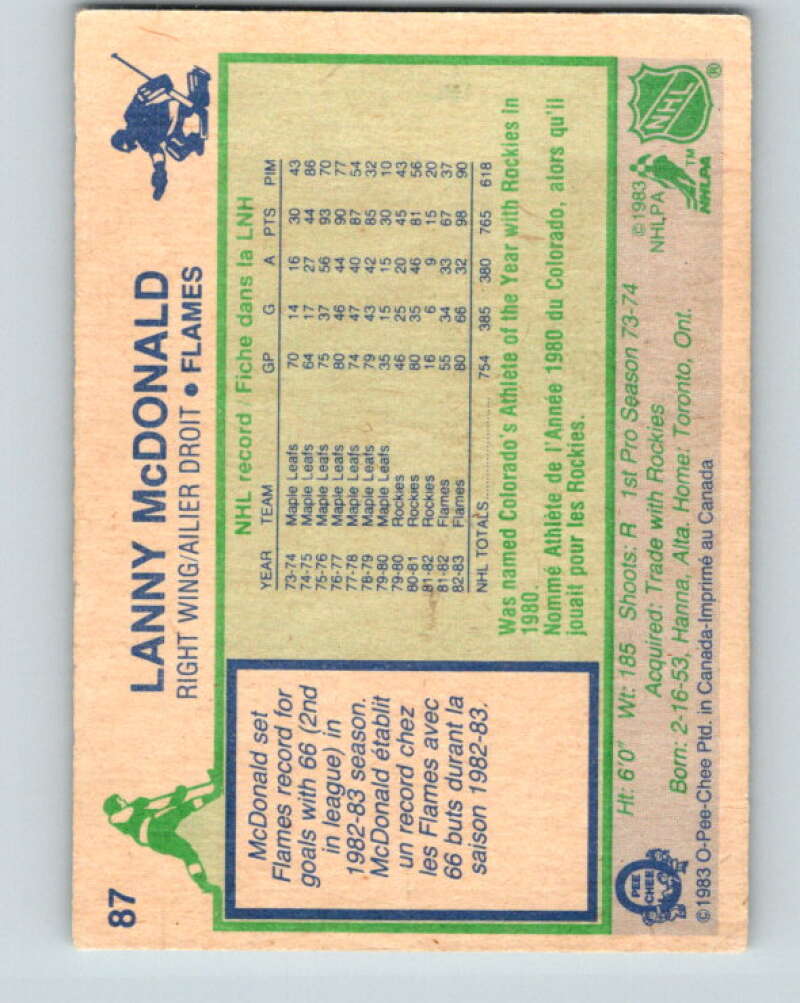 87
LANNY McDONALD
RIGHT WING/AILIER DROIT • FLAMES
McDonald set
Flames record for
goals with 66 (2nd
in league) in
1982-83 season.
McDonald établit
un record chez
les Flames avec
66 buts durant la
saison 1982-83.
NHL record Fiche dans la LNH
YEAR TEAM GP G A PTS PIM
73-74 Maple Leafs 70 14 16 30 43
74-75 Maple Leafs 64 17 27 44 86
75-76 Maple Leafs 75 37 56 93 70
76-77 Maple Leafs 80 46 44 90 77
77-78 Maple Leafs 74 47 40 87 54
78-79 Maple Leafs 79 43 42 85 32
79-80 Maple Leafs 35 15 15 30 10
79-80 Rockies 46 25 20 45 43
80-81 Rockies 80 35 46 81 56
81-82 Rockies 16 6 9 15 20
81-82 Flames 55 34 33 67 37
82-83 Flames 80 66 32 98 90
NHL TOTALS 754 385 380 765 618
Was named Colorado's Athlete of the Year with Rockies in
1980.
Nommé Athlète de l'Année 1980 du Colorado, alors qu'il
jouait pour les Rockies.
Ht: 6'0" Wt: 185 Shoots: R 1st Pro Season 73-74
Acquired: Trade with Rockies
Born: 2-16-53, Hanna, Alta. Home: Toronto, Ont.
©1983 O-Pee-Chee Ptd. in Canada-Imprimé au Canada
O
PEE
CHEE
©1983
NHLPA
NHLPA™
NHL®